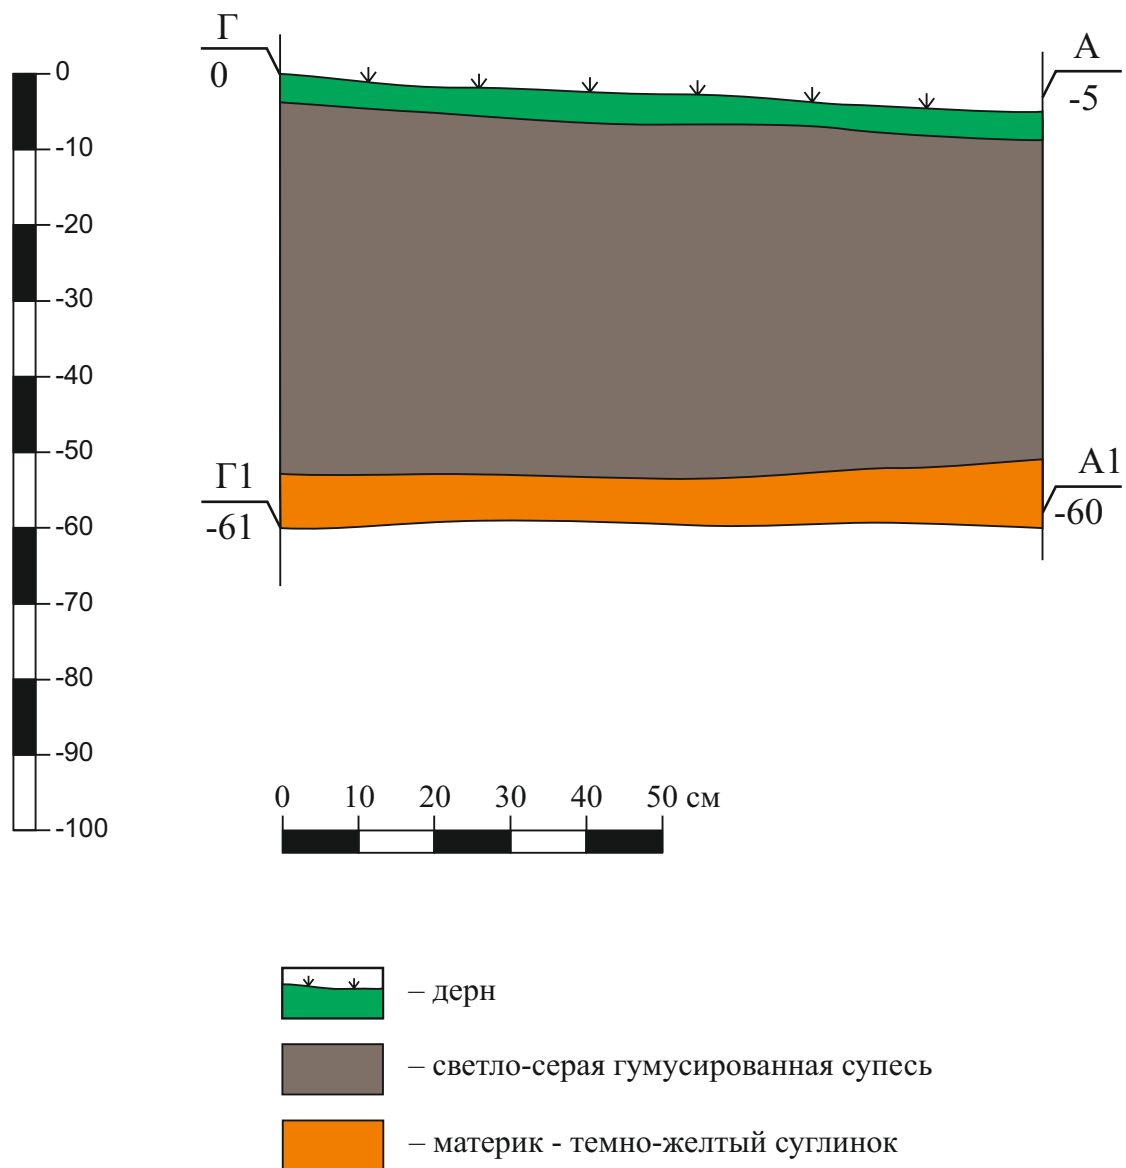 Г
0
А
-5
0
-10
-20
-30
-40
-50
-60
-70
-80
-90
-100
Г1
-61
А1
-60
0 10 20 30 40 50 см
– дерн
– светло-серая гумусированная супесь
– материк - темно-желтый суглинок